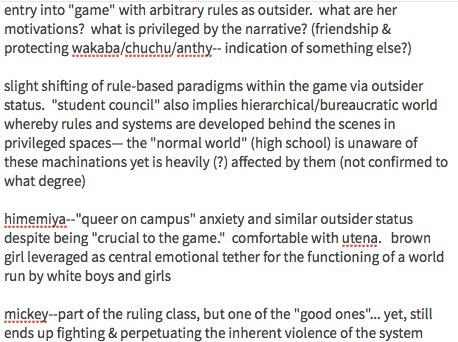 entry into "game" with arbitrary rules as outsider.  what are her
motivations?  what is privileged by the narrative? (friendship &
protecting wakaba/chuchu/anthy-- indication of something else?)

slight shifting of rule-based paradigms within the game via outsider
status.  "student council" also implies hierarchical/bureaucratic world
whereby rules and systems are developed behind the scenes in
privileged spaces— the "normal world" (high school) is unaware of
these machinations yet is heavily (?) affected by them (not confirmed to
what degree)

himemiya--"queer on campus" anxiety and similar outsider status
despite being "crucial to the game."  comfortable with utena.   brown
girl leveraged as central emotional tether for the functioning of a world
run by white boys and girls

mickey--part of the ruling class, but one of the "good ones"... yet, still
ends up fighting & perpetuating the inherent violence of the system